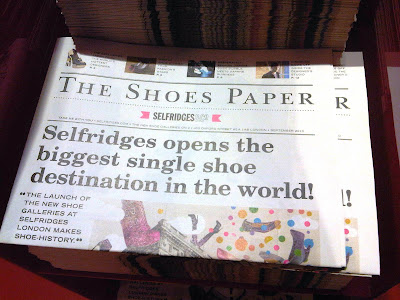 THE SHOES PAPER
R
SELFRIDGES&CO
Selfridges opens the
biggest single shoe
destination in the world!
d!
"THE LAUNCH OF
THE NEW SHOE
GALLERIES AT
SELFRIDGES
LONDON MAKES
SHOE-HISTORY."